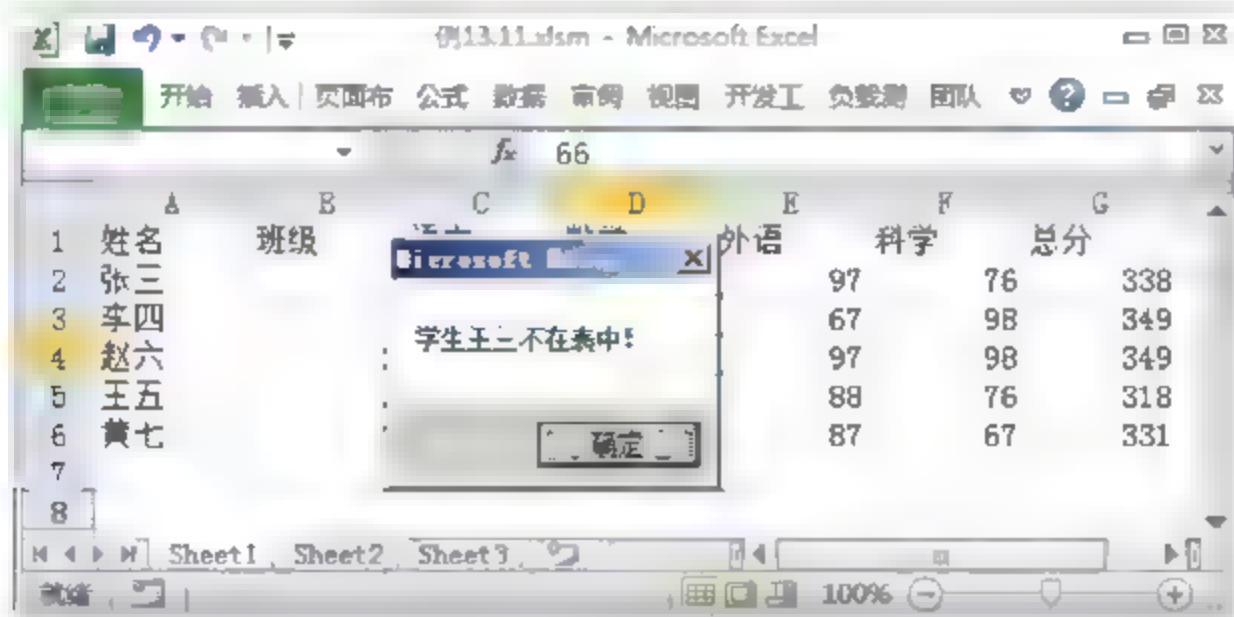 例13.11.xlsm - Microsoft Excel
开始 插入 页面布 公式 数据 审阅 视图 开发工 负载测 团队
fx 66
A B C D E F G
1 姓名 班级 外语 科学 总分
2 张三 97 76 338
3 李四 67 98 349
4 赵六 97 98 349
5 王五 88 76 318
6 黄七 87 67 331
7
8
Microsoft
学生王三不在表中!
确定
Sheet1 Sheet2 Sheet3
就绪 100%